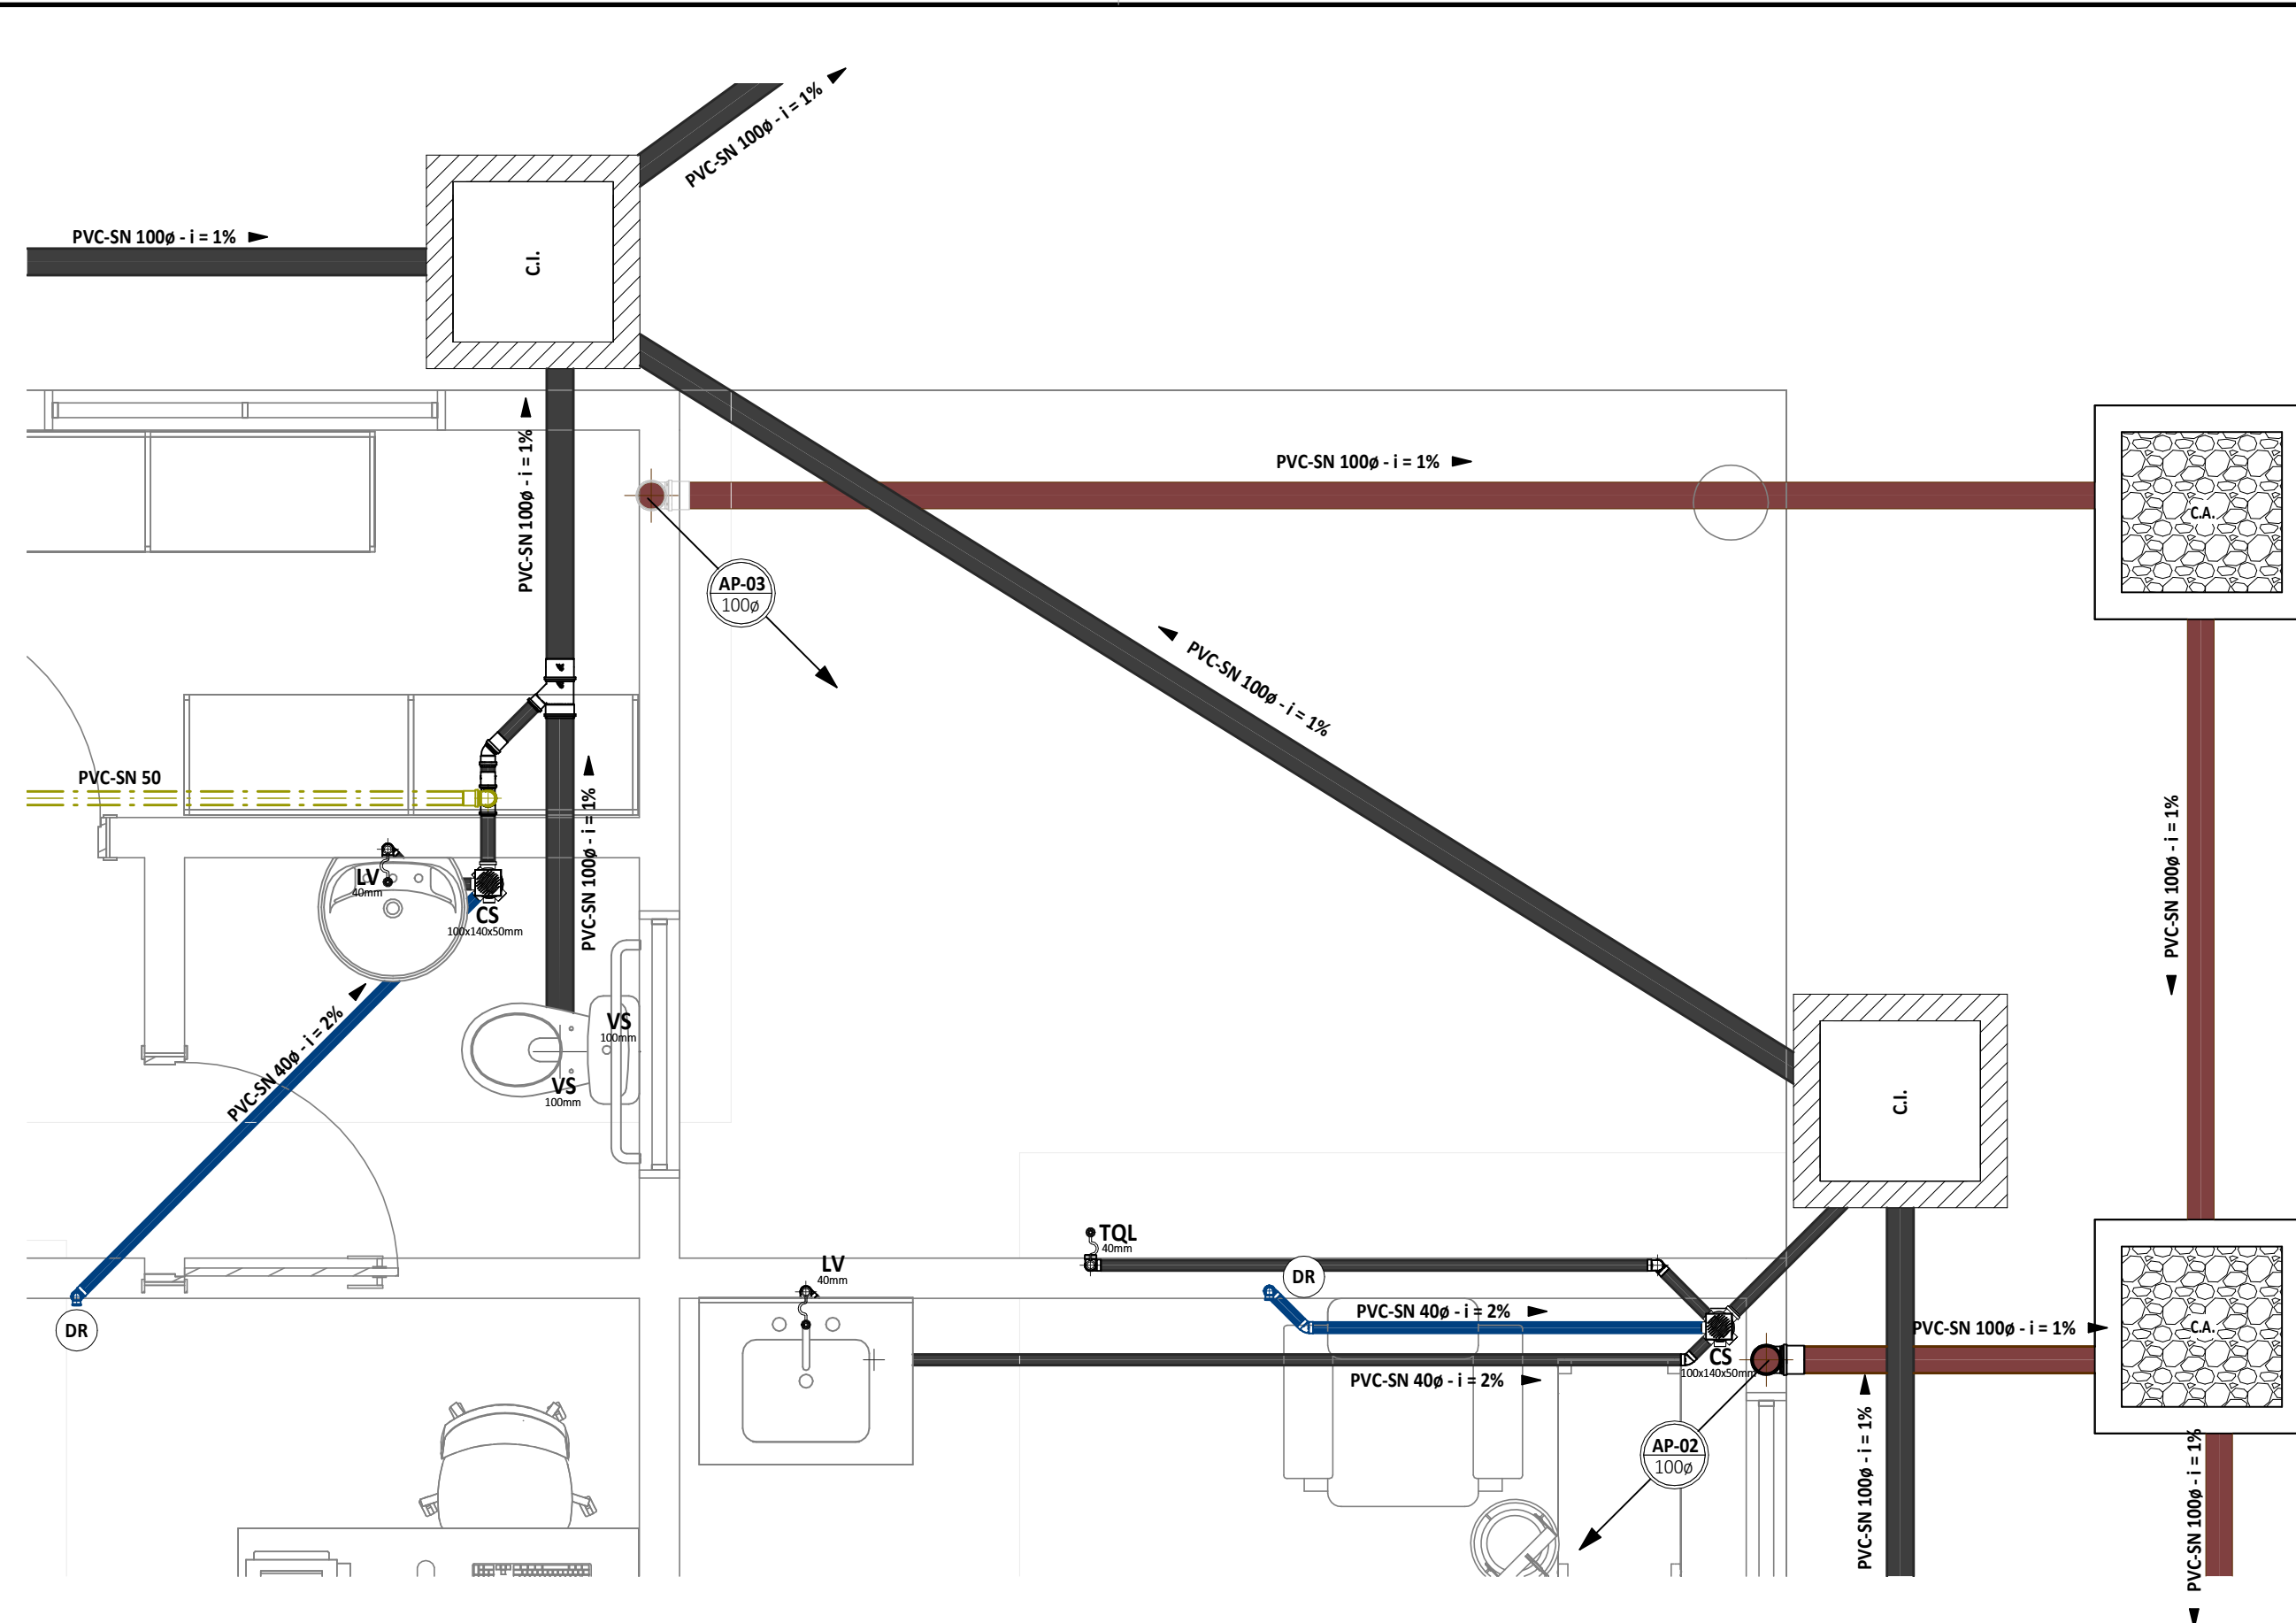 PVC-SN 100ø - i = 1%
PVC-SN 100ø - i = 1%
C.I.
PVC-SN 100ø - i = 1%
PVC-SN 100ø - i = 1%
C.A.
AP-03
100ø
PVC-SN 100ø - i = 1%
PVC-SN 50
PVC-SN 100ø - i = 1%
PVC-SN 100ø - i = 1%
LV
40mm
CS
100x140x50mm
PVC-SN 40ø - i = 2%
VS
100mm
VS
100mm
C.I.
TQL
40mm
LV
40mm
DR
DR
PVC-SN 40ø - i = 2%
PVC-SN 100ø - i = 1%
C.A.
CS
100x140x50mm
PVC-SN 40ø - i = 2%
AP-02
100ø
PVC-SN 100ø - i = 1%
PVC-SN 100ø - i = 1%